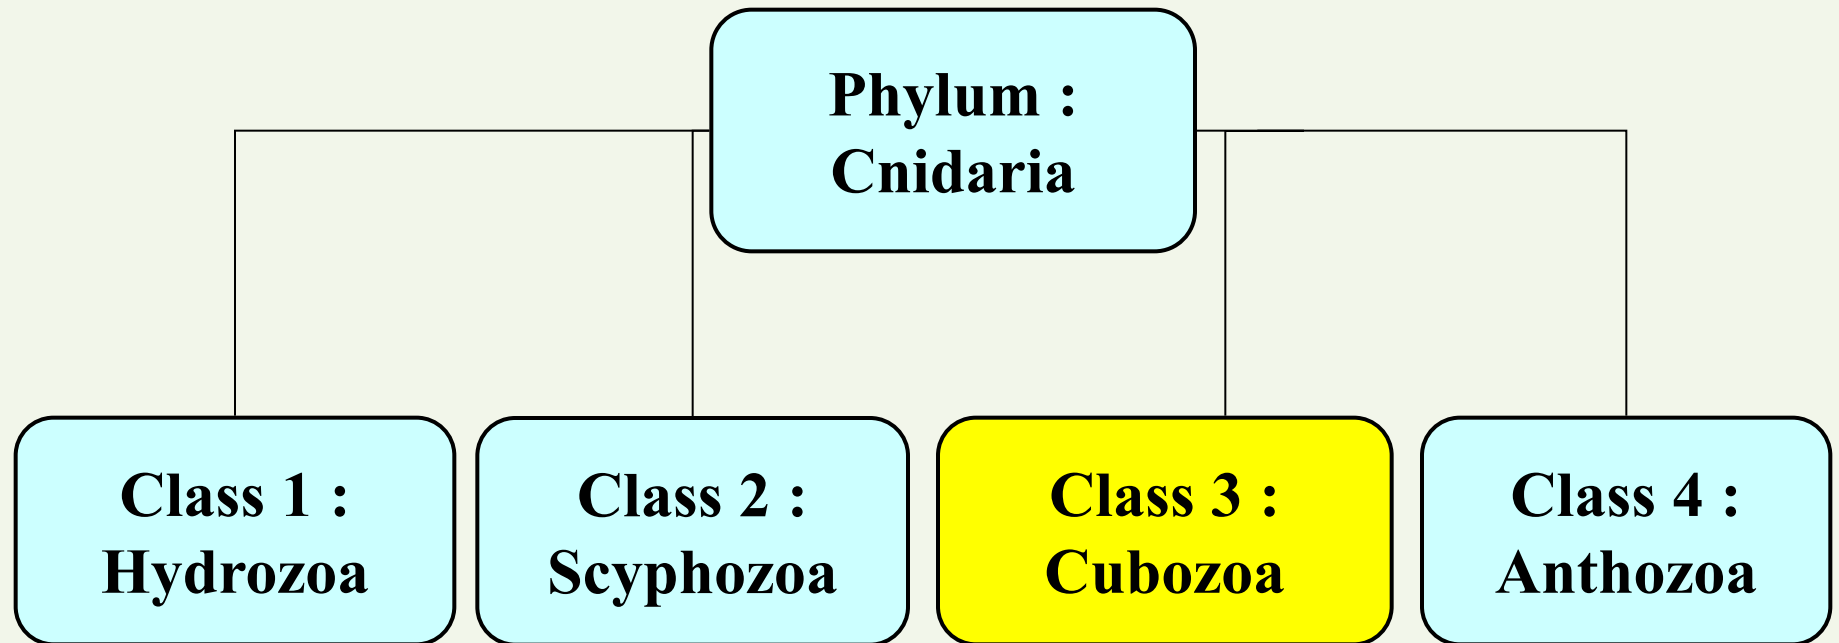 Phylum :
Cnidaria
Class 1 :
Hydrozoa
Class 2 :
Scyphozoa
Class 3 :
Cubozoa
Class 4 :
Anthozoa